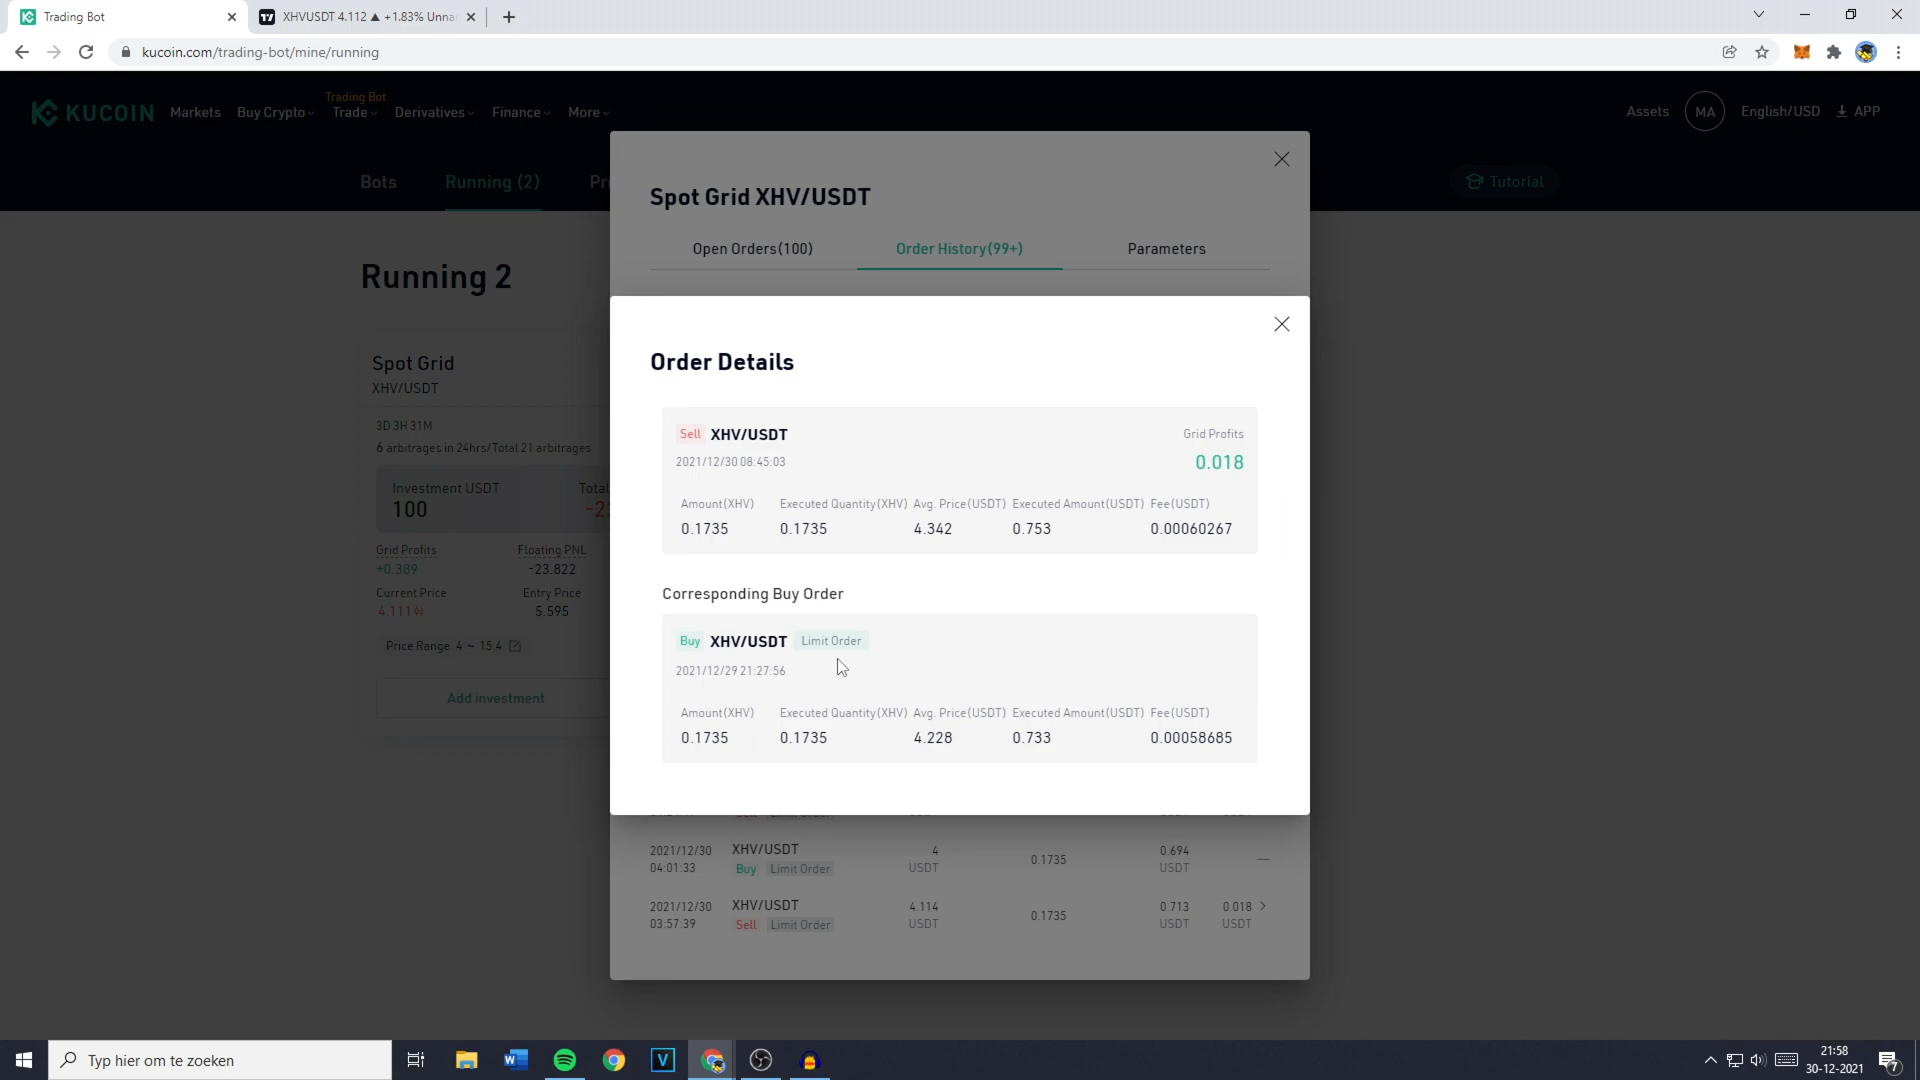 Trading Bot
XHVUSDT 4.112 ▲ +1.83% Unna
kucoin.com/trading-bot/mine/running
KUCOIN
Markets
Buy Crypto
Trading Bot
Trade
Derivatives
Finance
More
Assets
MA
English/USD
APP
Bots
Running (2)
Tutorial
Running 2
Spot Grid
XHV/USDT
3D 3H 31M
6 arbitrages in 24hrs/Total 21 arbitrages
Investment USDT
Total
100
Grid Profits
Floating PNL
+0.389
-23.822
Current Price
Entry Price
4.111
5.595
Price Range 4 ~ 15.4
Add investment
Spot Grid XHV/USDT
Open Orders(100)
Order History(99+)
Parameters
Order Details
Sell XHV/USDT
Grid Profits
2021/12/30 08:45:03
0.018
Amount(XHV) Executed Quantity(XHV) Avg. Price(USDT) Executed Amount(USDT) Fee(USDT)
0.1735 0.1735 4.342 0.753 0.00060267
Corresponding Buy Order
Buy XHV/USDT Limit Order
2021/12/29 21:27:56
Amount(XHV) Executed Quantity(XHV) Avg. Price(USDT) Executed Amount(USDT) Fee(USDT)
0.1735 0.1735 4.228 0.733 0.00058685
2021/12/30 XHV/USDT 4 0.1735 0.694 —
04:01:33 Buy Limit Order USDT USDT
2021/12/30 XHV/USDT 4.114 0.1735 0.713 0.018
03:57:39 Sell Limit Order USDT USDT USDT
Typ hier om te zoeken
21:58
30-12-2021
7